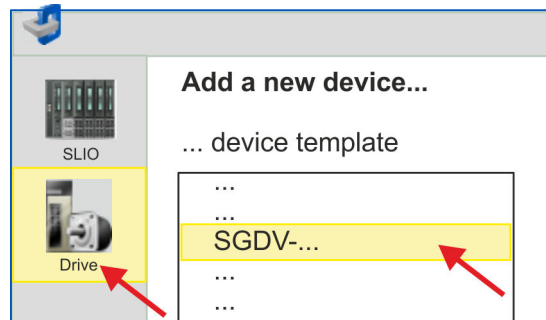 Add a new device...
SLIO
... device template
...
...
SGDV-...
Drive
...
...